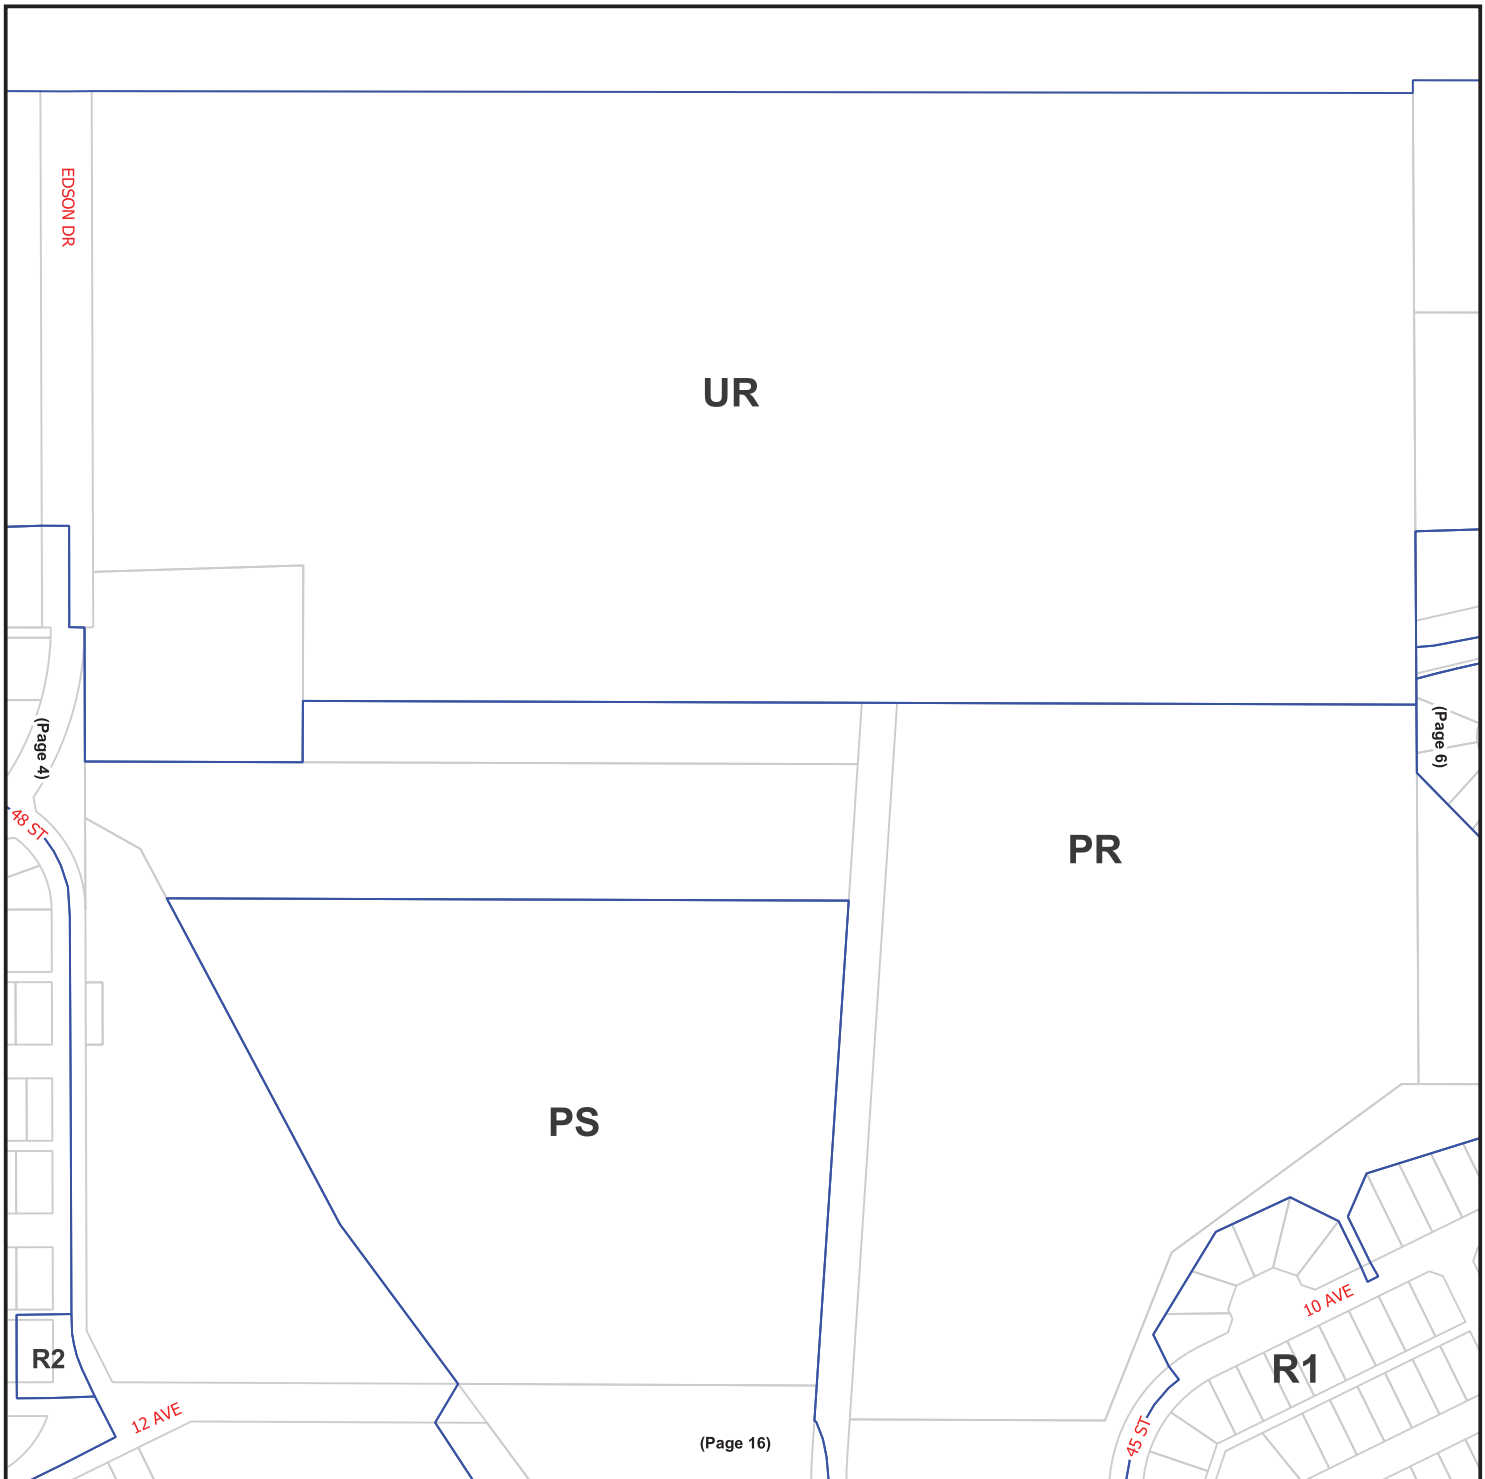 EDSON DR
UR
(Page 4)
(Page 6)
48 ST
PR
PS
10 AVE
R2
R1
12 AVE
45 ST
(Page 16)